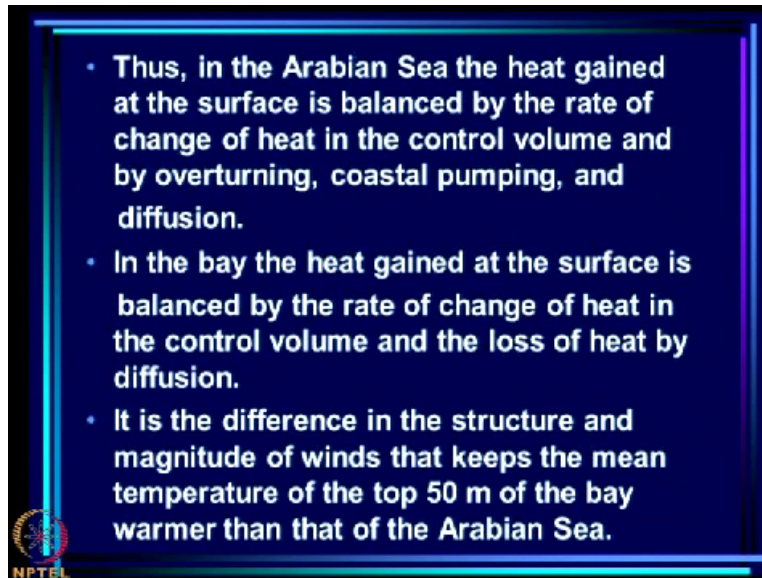 • Thus, in the Arabian Sea the heat gained
at the surface is balanced by the rate of
change of heat in the control volume and
by overturning, coastal pumping, and
diffusion.
• In the bay the heat gained at the surface is
balanced by the rate of change of heat in
the control volume and the loss of heat by
diffusion.
• It is the difference in the structure and
magnitude of winds that keeps the mean
temperature of the top 50 m of the bay
warmer than that of the Arabian Sea.
NPTEL